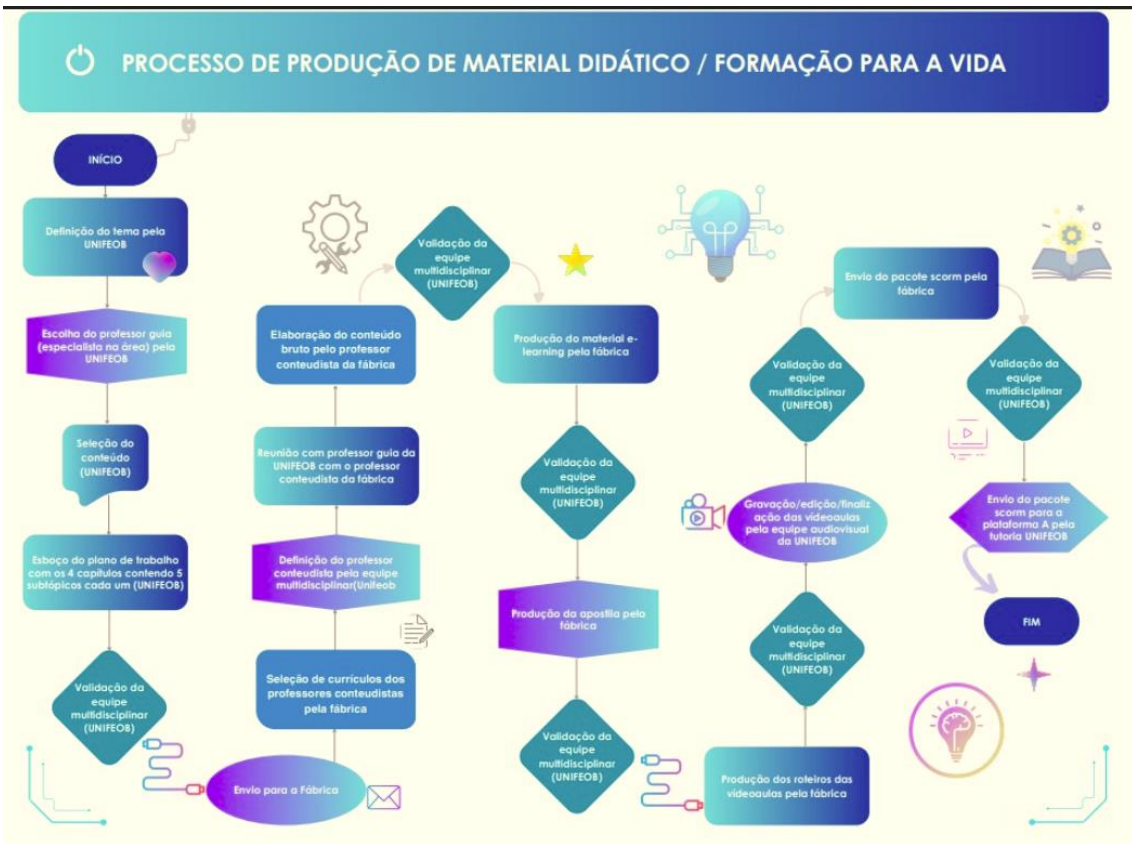 PROCESSO DE PRODUÇÃO DE MATERIAL DIDÁTICO / FORMAÇÃO PARA A VIDA
INÍCIO
Definição do tema pela
UNIFEOB
Escolha do professor guia
(especialista na área) pela
UNIFEOB
Seleção do
conteúdo
(UNIFEOB)
Esboço do plano de trabalho
com os 4 capítulos contendo 5
subtópicos cada um (UNIFEOB)
Validação da
equipe
multidisciplinar
(UNIFEOB)
Envio para a Fábrica
Seleção de currículos dos
professores conteudistas
pela fábrica
Definição do professor
conteudista pela equipe
multidisciplinar(Unifeob
Reunião com professor guia da
UNIFEOB com o professor
conteudista da fábrica
Elaboração do conteúdo
bruto pelo professor
conteudista da fábrica
Validação da
equipe
multidisciplinar
(UNIFEOB)
Produção do material e-
learning pela fábrica
Validação da
equipe
multidisciplinar
(UNIFEOB)
Produção da apostila pela
fábrica
Validação da
equipe
multidisciplinar
(UNIFEOB)
Produção dos roteiros das
videoaulas pela fábrica
Validação da
equipe
multidisciplinar
(UNIFEOB)
Gravação/edição/finaliz
ação das videoaulas
pela equipe audiovisual
da UNIFEOB
Validação da
equipe
multidisciplinar
(UNIFEOB)
Envio do pacote scorm pela
fábrica
Validação da
equipe
multidisciplinar
(UNIFEOB)
Envio do pacote
scorm para a
plataforma A pela
tutoria UNIFEOB
FIM